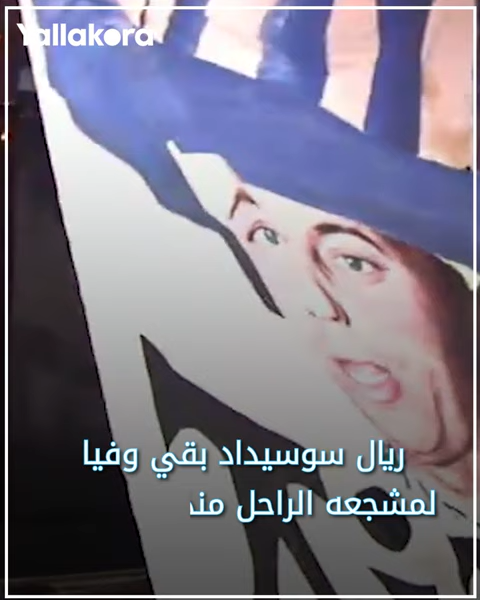 Yallakora
ريال سوسيداد بقي وفيا
لمشجعه الراحل منذ